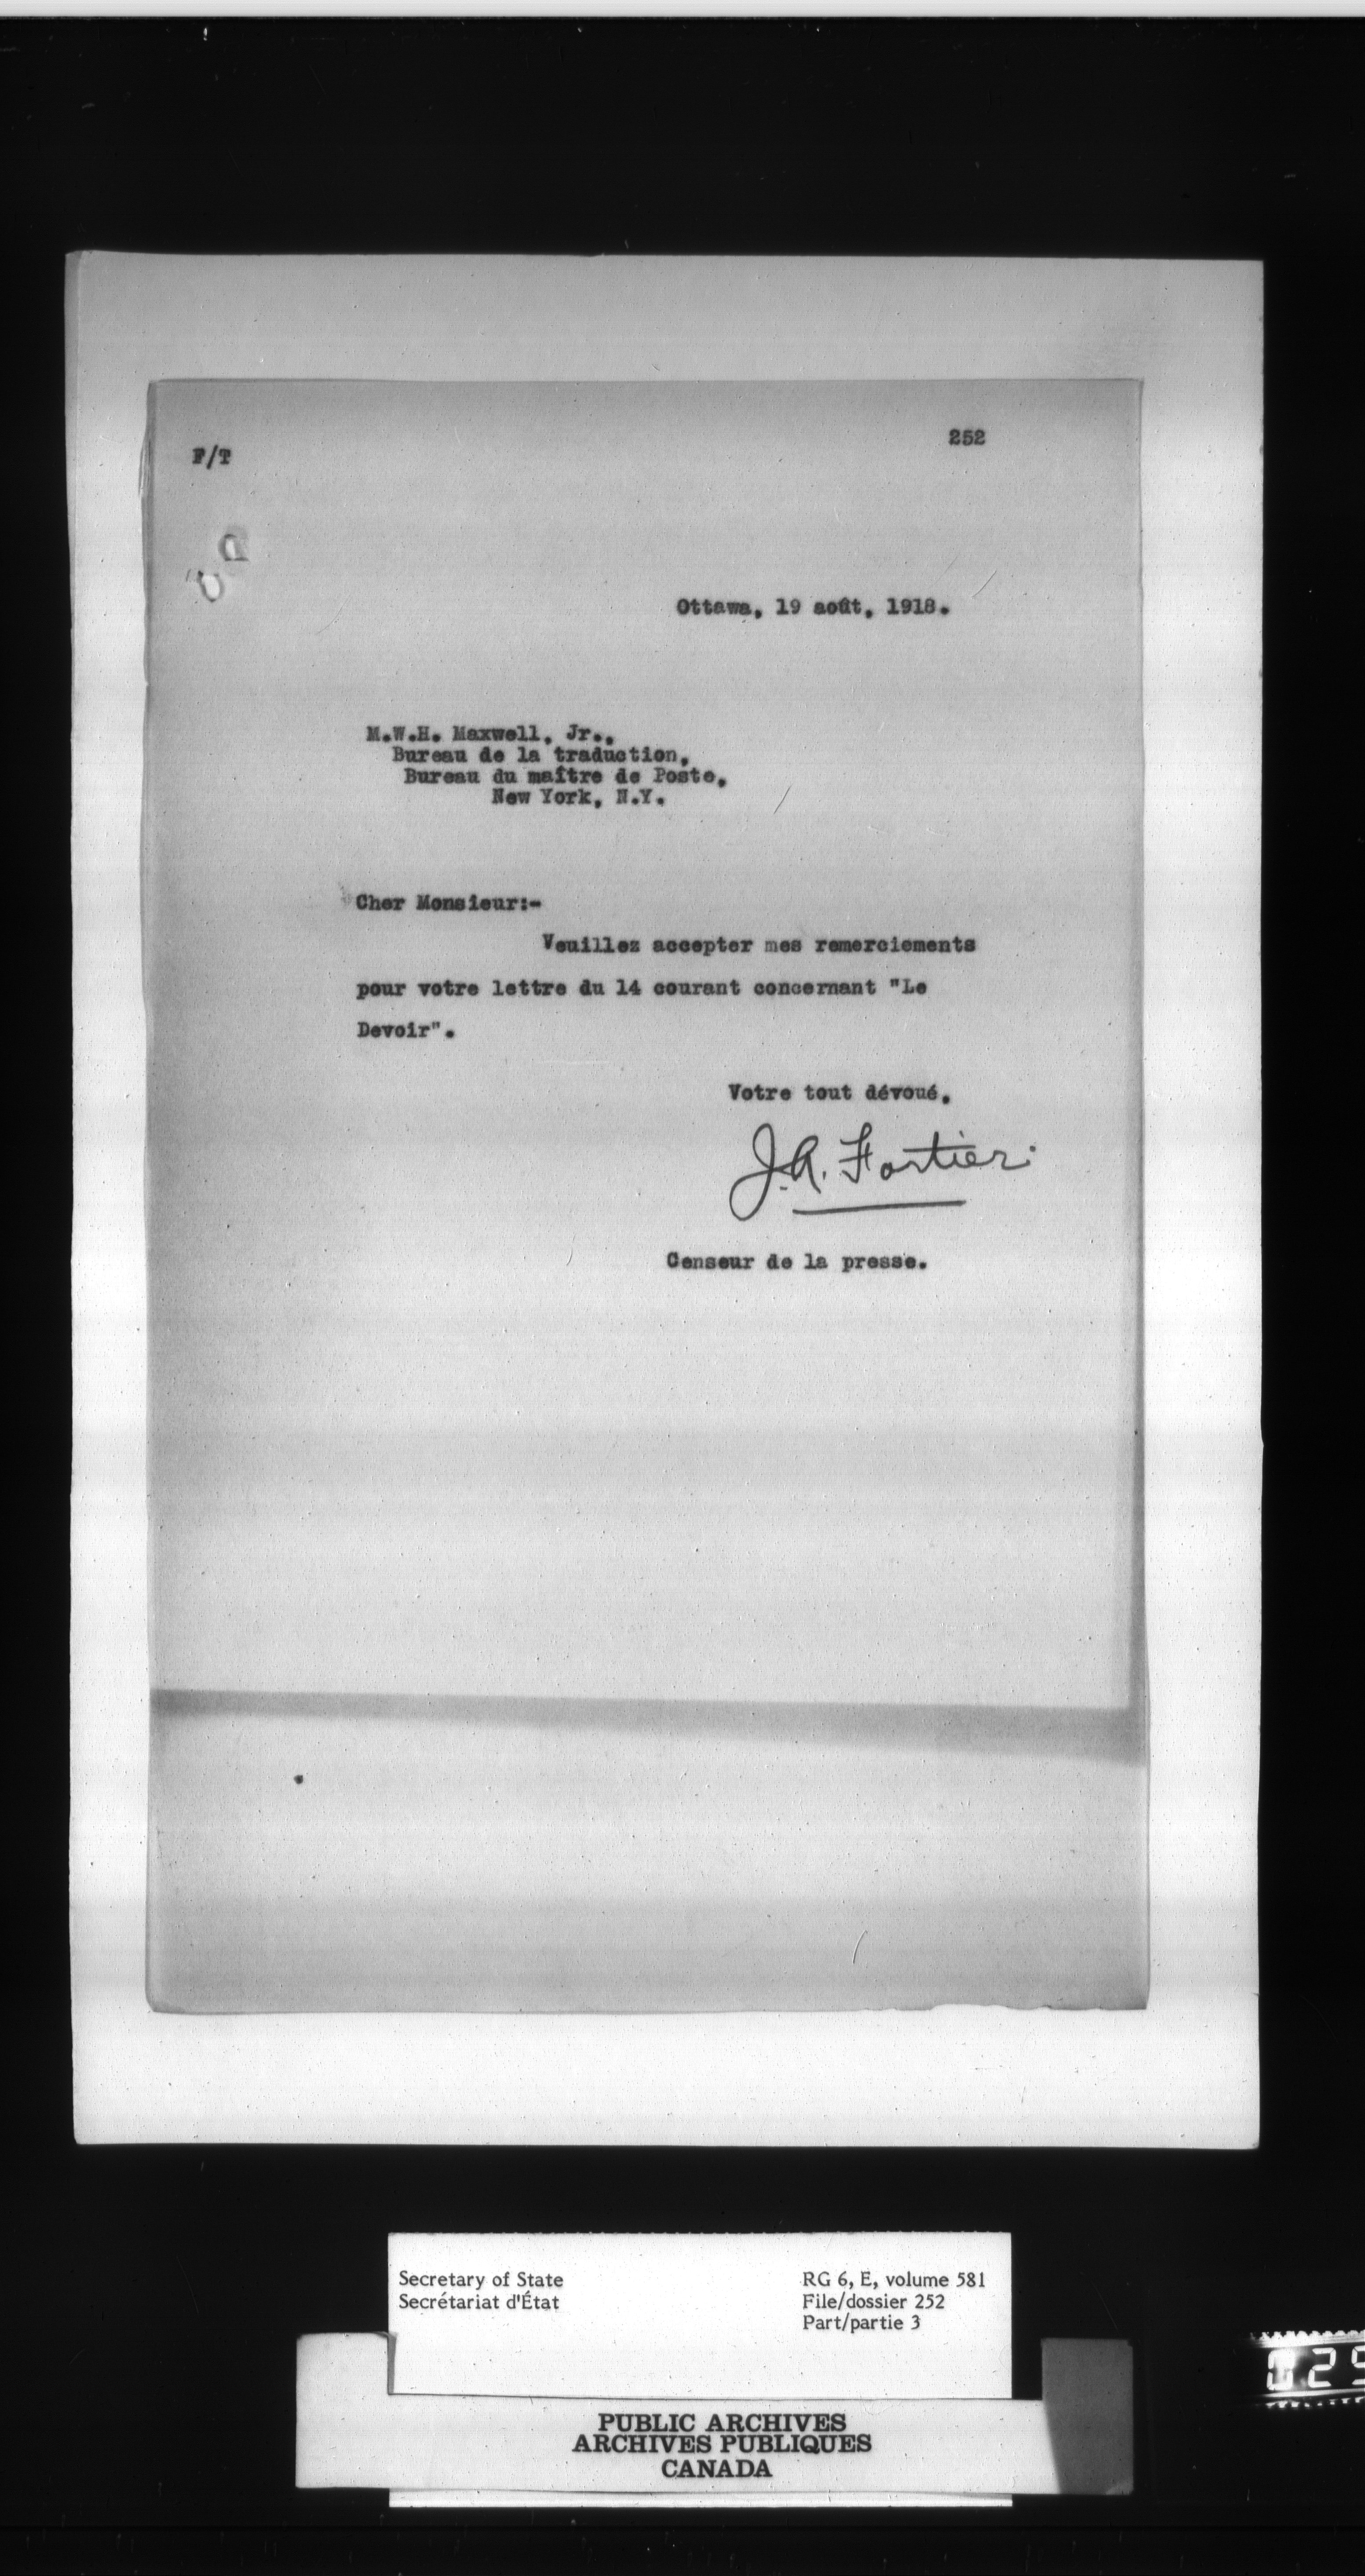 252
F/T
Ottawa, 19 août, 1918.
M.W.H. Maxwell, Jr.,
Bureau de la traduction,
Bureau du maître de Poste,
New York, N.Y.
Cher Monsieur:-
Veuillez accepter mes remerciements
pour votre lettre du 14 courant concernant "Le
Devoir".
Votre tout dévoué,
J.A. Fortier
Censeur de la presse.
Secretary of State
Secrétariat d'État
RG 6, E, volume 581
File/dossier 252
Part/partie 3
PUBLIC ARCHIVES
ARCHIVES PUBLIQUES
CANADA